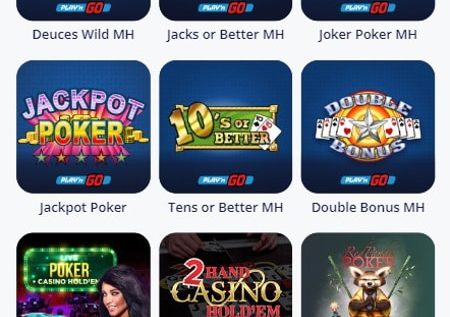 PLAY'n GO
PLAY'n GO
PLAY'n GO
Deuces Wild MH
Jacks or Better MH
Joker Poker MH
JACKPOT
POKER
PLAY'n GO
10's or
BETTER
PLAY'n GO
DOUBLE
BONUS
PLAY'n GO
Jackpot Poker
Tens or Better MH
Double Bonus MH
LIVE
POKER
CASINO HOLD'EM
2 HAND
CASINO
HOLD'EM
Red Panda
POKER